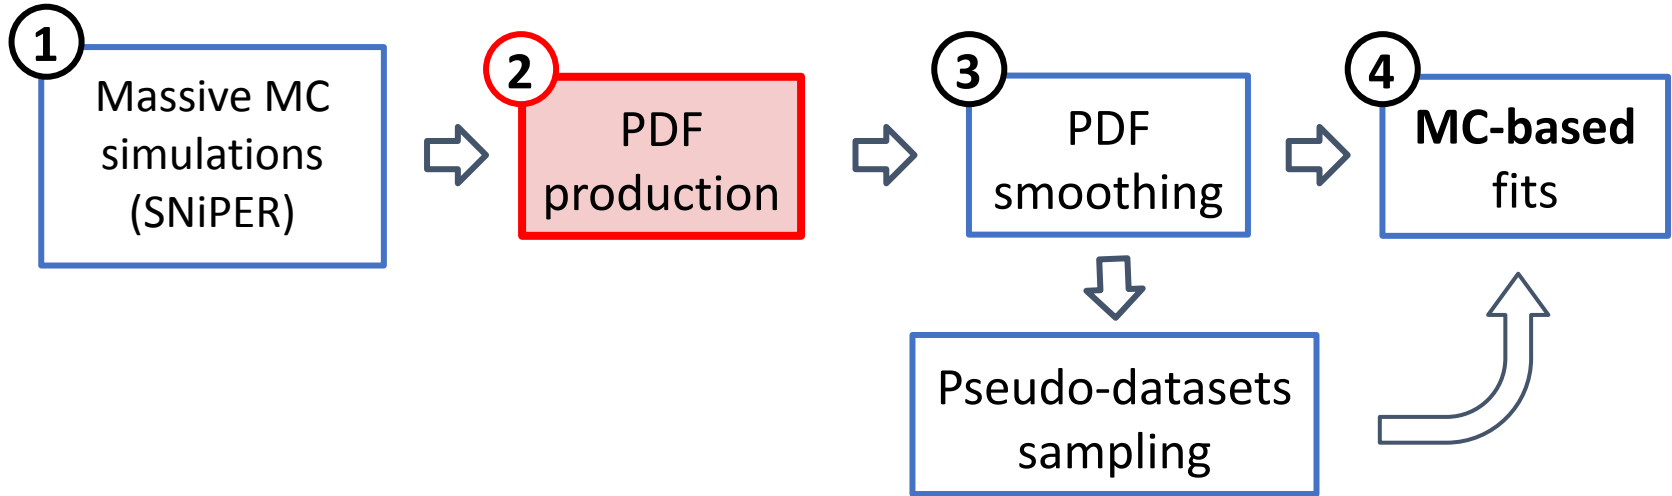 1
Massive MC
simulations
(SNiPER)
2
PDF
production
3
PDF
smoothing
4
MC-based
fits
Pseudo-datasets
sampling